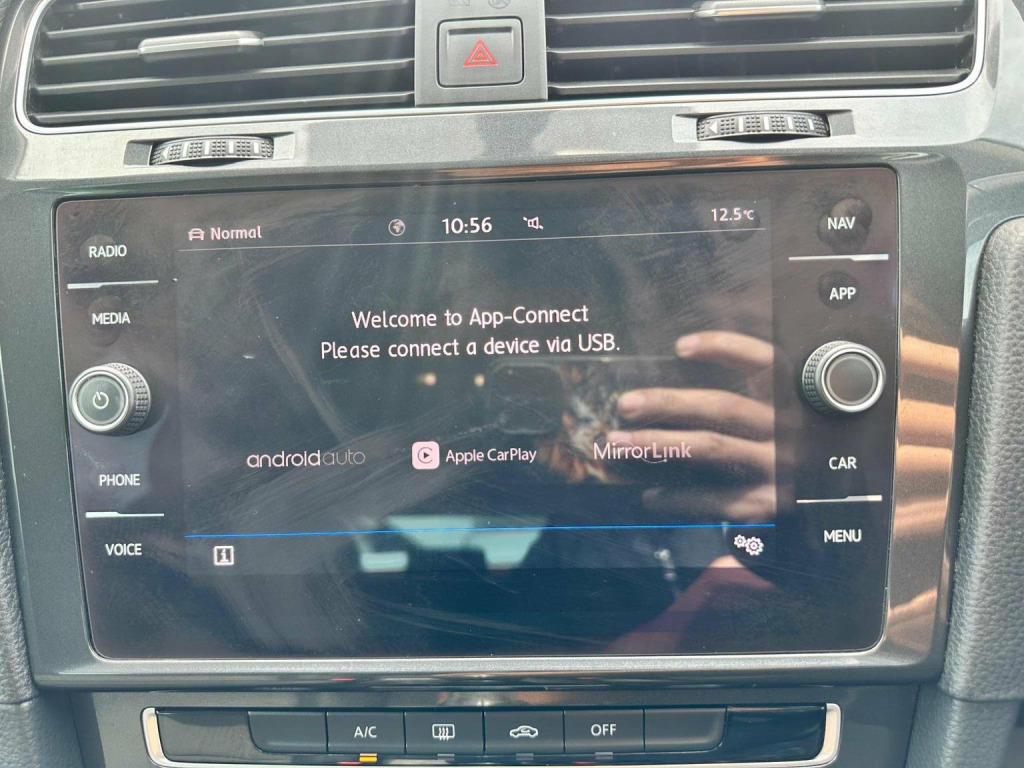 Normal
10:56
12.5°C
RADIO
NAV
MEDIA
APP
Welcome to App-Connect
Please connect a device via USB.
androidauto
Apple CarPlay
MirrorLink
PHONE
CAR
VOICE
MENU
A/C
OFF